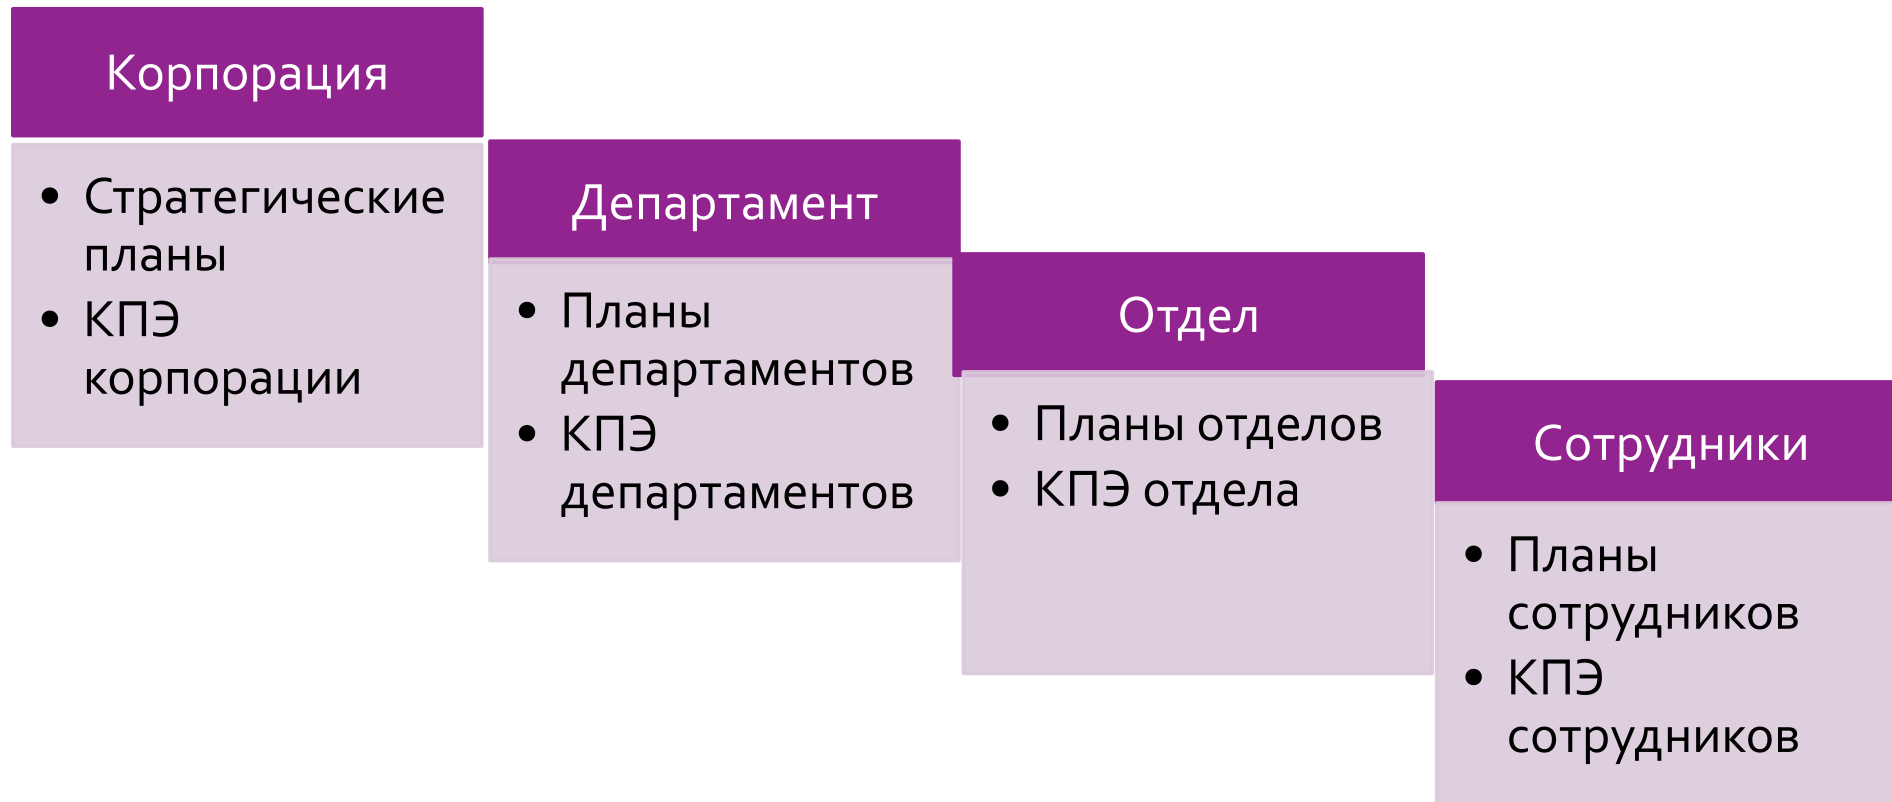 Корпорация
• Стратегические
планы
• КПЭ
корпорации
Департамент
• Планы
департаментов
• КПЭ
департаментов
Отдел
• Планы отделов
• КПЭ отдела
Сотрудники
• Планы
сотрудников
• КПЭ
сотрудников